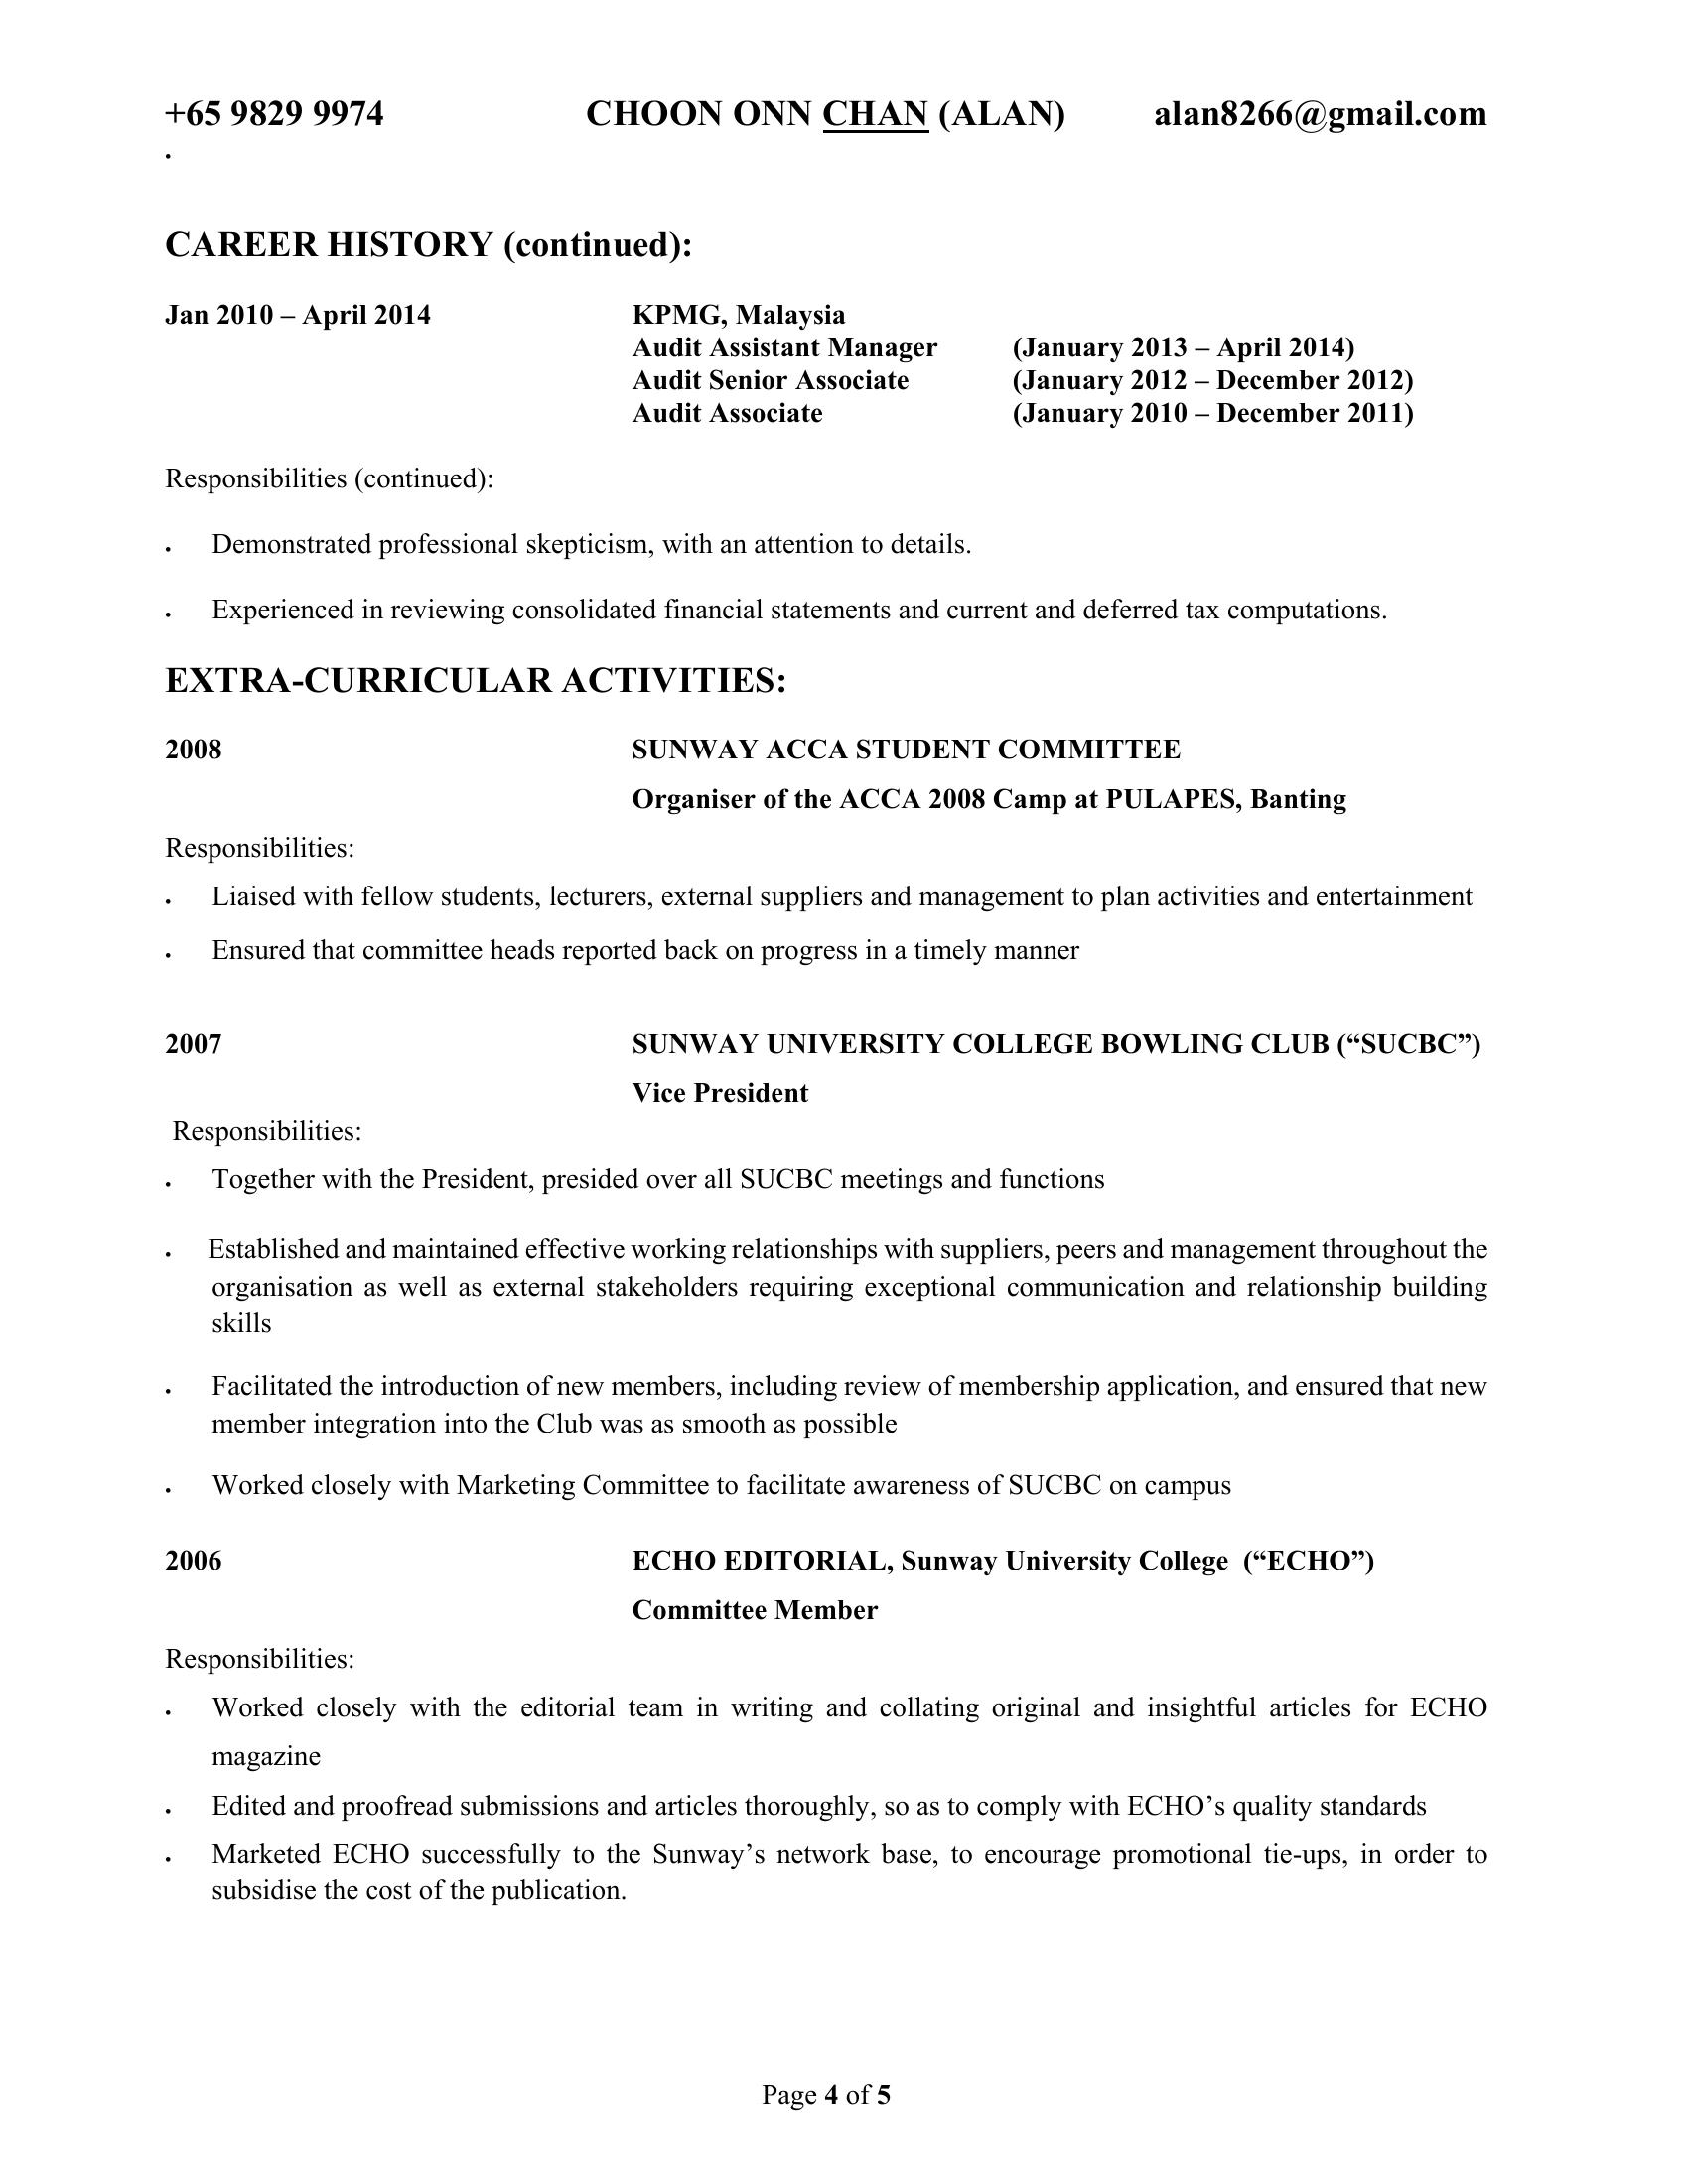 +65 9829 9974 CHOON ONN CHAN (ALAN) alan8266@gmail.com
.
CAREER HISTORY (continued):
Jan 2010 – April 2014 KPMG, Malaysia
Audit Assistant Manager (January 2013 – April 2014)
Audit Senior Associate (January 2012 – December 2012)
Audit Associate (January 2010 – December 2011)
Responsibilities (continued):
• Demonstrated professional skepticism, with an attention to details.
• Experienced in reviewing consolidated financial statements and current and deferred tax computations.
EXTRA-CURRICULAR ACTIVITIES:
2008 SUNWAY ACCA STUDENT COMMITTEE
Organiser of the ACCA 2008 Camp at PULAPES, Banting
Responsibilities:
• Liaised with fellow students, lecturers, external suppliers and management to plan activities and entertainment
• Ensured that committee heads reported back on progress in a timely manner
2007 SUNWAY UNIVERSITY COLLEGE BOWLING CLUB (“SUCBC”)
Vice President
Responsibilities:
• Together with the President, presided over all SUCBC meetings and functions
• Established and maintained effective working relationships with suppliers, peers and management throughout the
organisation as well as external stakeholders requiring exceptional communication and relationship building
skills
• Facilitated the introduction of new members, including review of membership application, and ensured that new
member integration into the Club was as smooth as possible
• Worked closely with Marketing Committee to facilitate awareness of SUCBC on campus
2006 ECHO EDITORIAL, Sunway University College (“ECHO”)
Committee Member
Responsibilities:
• Worked closely with the editorial team in writing and collating original and insightful articles for ECHO
magazine
• Edited and proofread submissions and articles thoroughly, so as to comply with ECHO’s quality standards
• Marketed ECHO successfully to the Sunway’s network base, to encourage promotional tie-ups, in order to
subsidise the cost of the publication.
Page 4 of 5